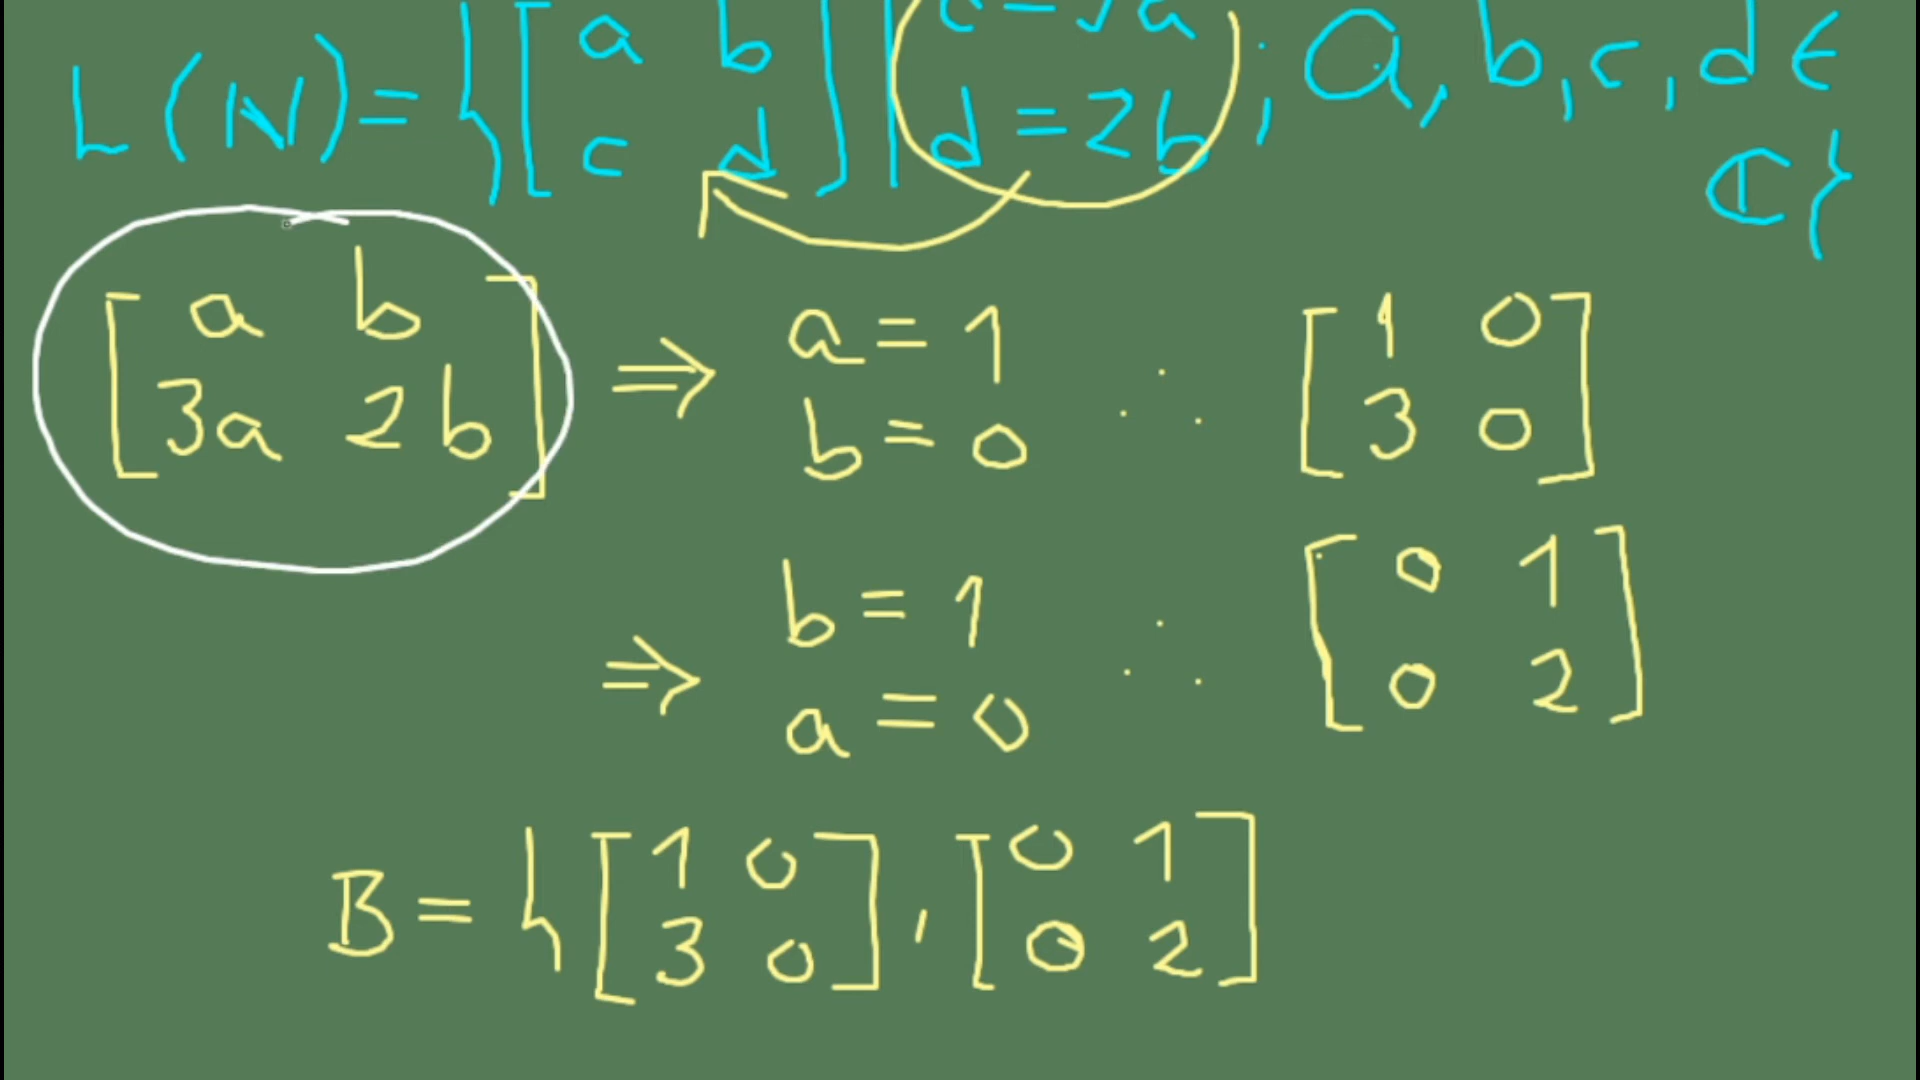 L(N)={[a b
c d] | c=3a
d=2b ; a,b,c,d ∈
ℂ}
[a b
3a 2b] ⇒ a=1
b=0 ∴ [1 0
3 0]
⇒ b=1
a=0 ∴ [0 1
0 2]
B={[1 0
3 0], [0 1
0 2]